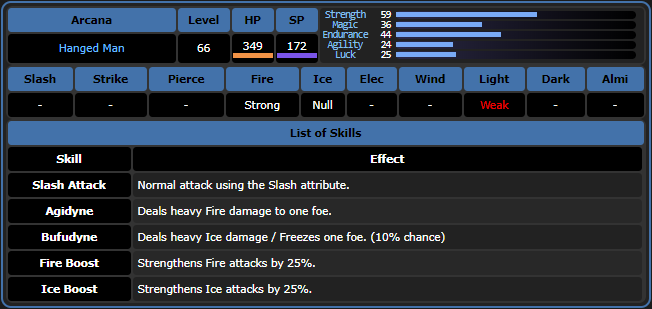 Arcana Level HP SP
Hanged Man 66 349 172
Strength 59
Magic 36
Endurance 44
Agility 24
Luck 25
Slash Strike Pierce Fire Ice Elec Wind Light Dark Almi
- - - Strong Null - - Weak - -
List of Skills
Skill Effect
Slash Attack Normal attack using the Slash attribute.
Agidyne Deals heavy Fire damage to one foe.
Bufudyne Deals heavy Ice damage / Freezes one foe. (10% chance)
Fire Boost Strengthens Fire attacks by 25%.
Ice Boost Strengthens Ice attacks by 25%.